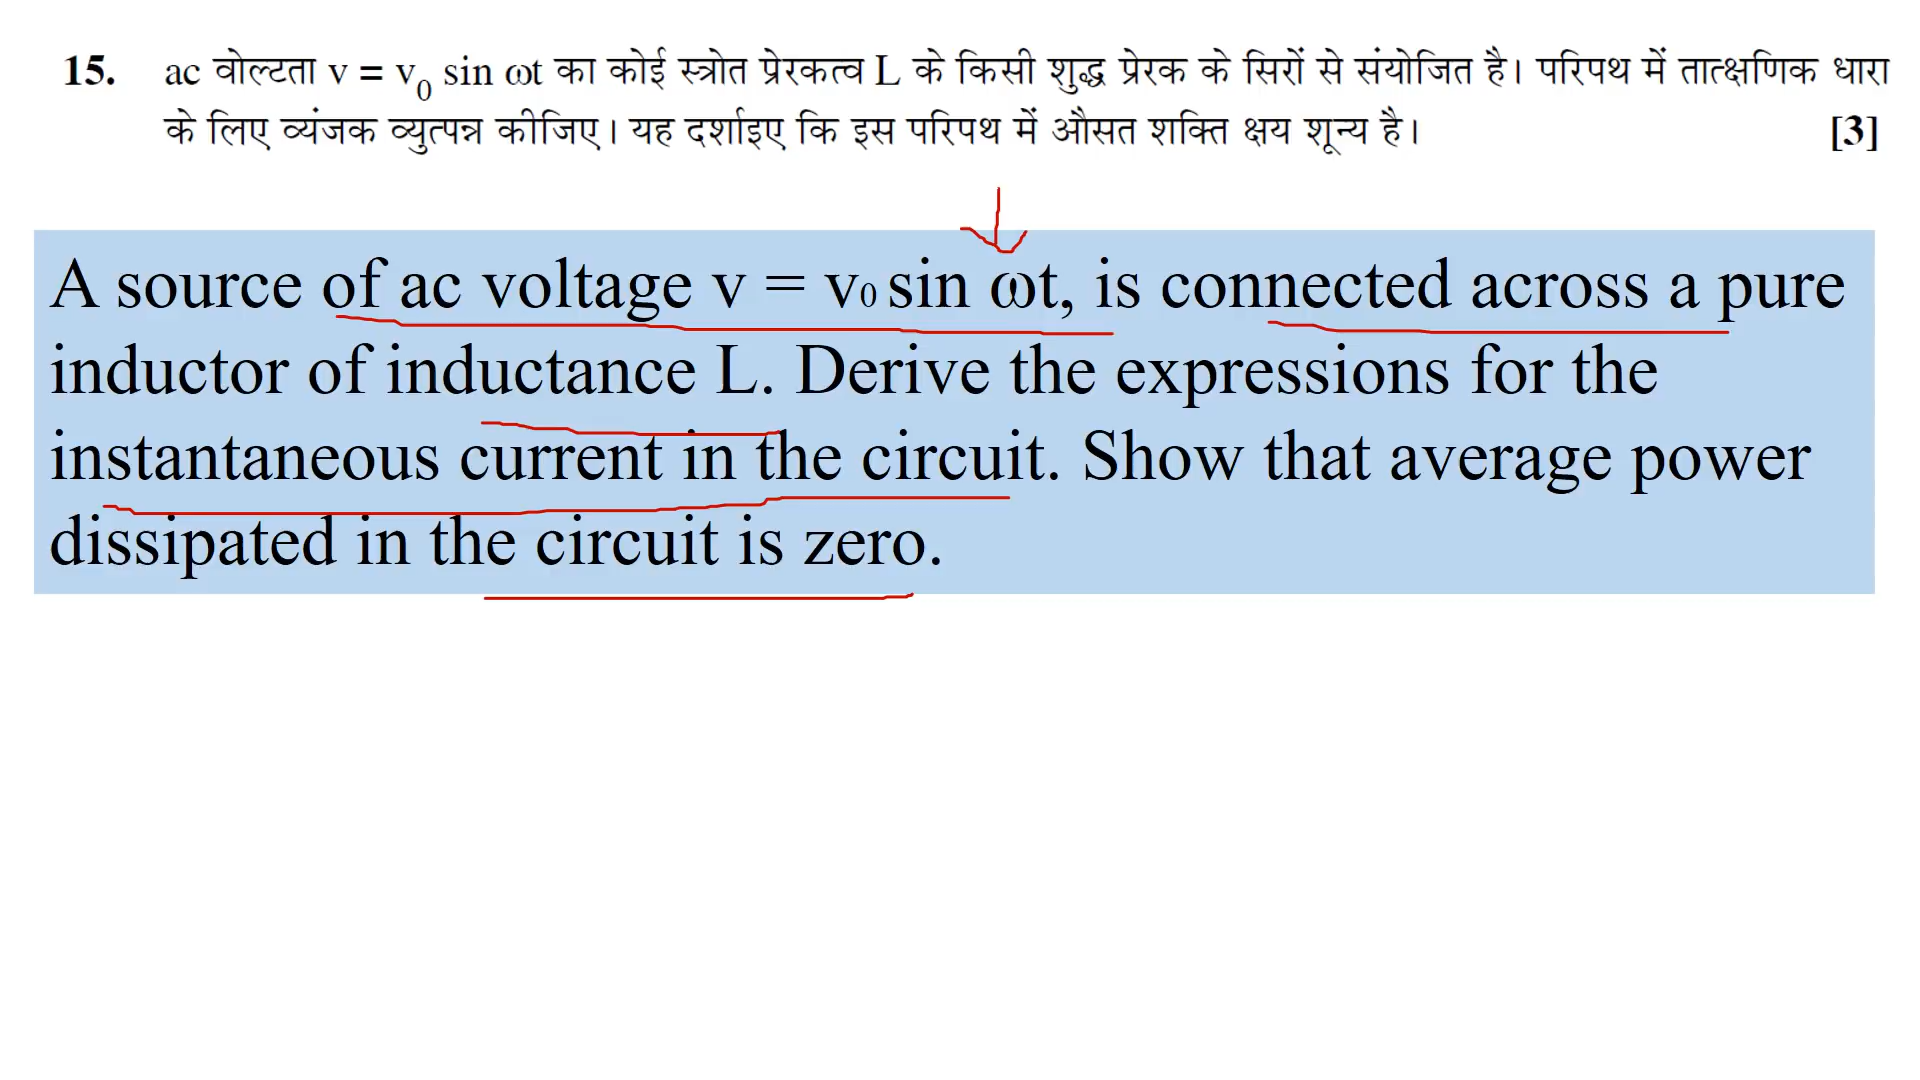 15. ac वोल्टता v = v₀ sin ωt का कोई स्त्रोत प्रेरकत्व L के किसी शुद्ध प्रेरक के सिरों से संयोजित है। परिपथ में तात्क्षणिक धारा
के लिए व्यंजक व्युत्पन्न कीजिए। यह दर्शाइए कि इस परिपथ में औसत शक्ति क्षय शून्य है। [3]
A source of ac voltage v = v₀ sin ωt, is connected across a pure
inductor of inductance L. Derive the expressions for the
instantaneous current in the circuit. Show that average power
dissipated in the circuit is zero.